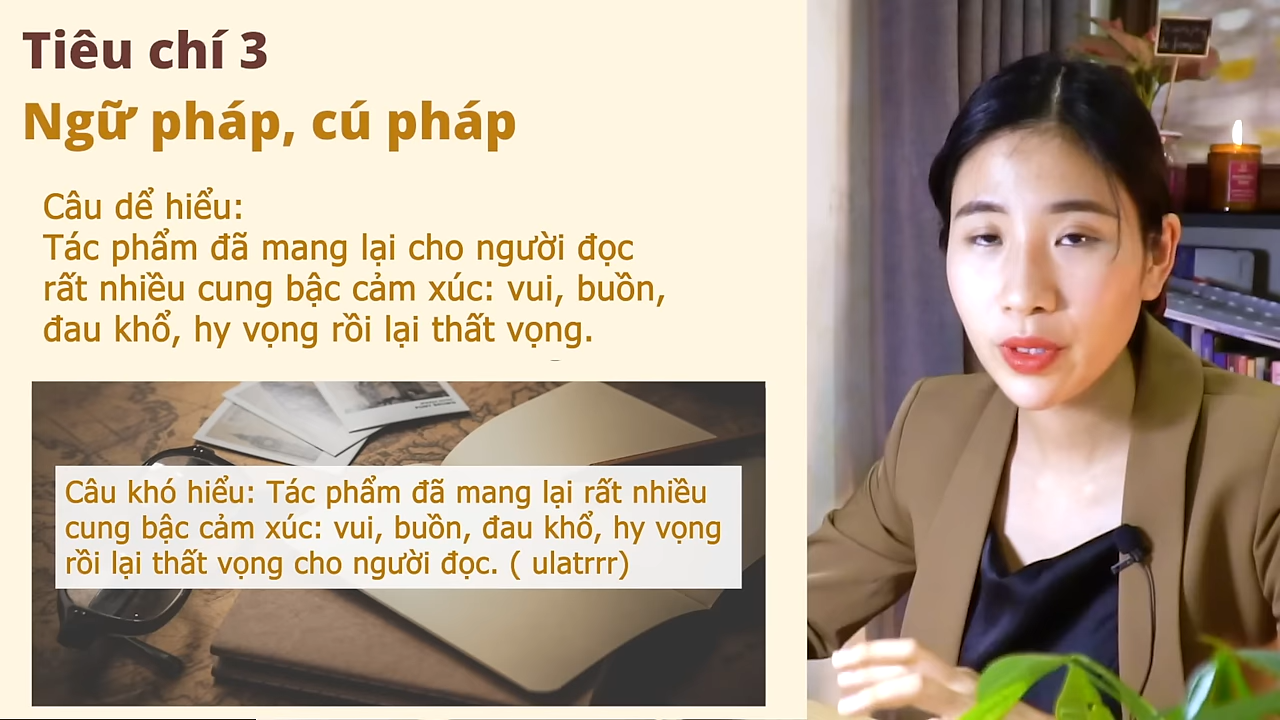 Tiêu chí 3
Ngữ pháp, cú pháp
Câu dể hiểu:
Tác phẩm đã mang lại cho người đọc
rất nhiều cung bậc cảm xúc: vui, buồn,
đau khổ, hy vọng rồi lại thất vọng.
Câu khó hiểu: Tác phẩm đã mang lại rất nhiều
cung bậc cảm xúc: vui, buồn, đau khổ, hy vọng
rồi lại thất vọng cho người đọc. ( ulatrrr)